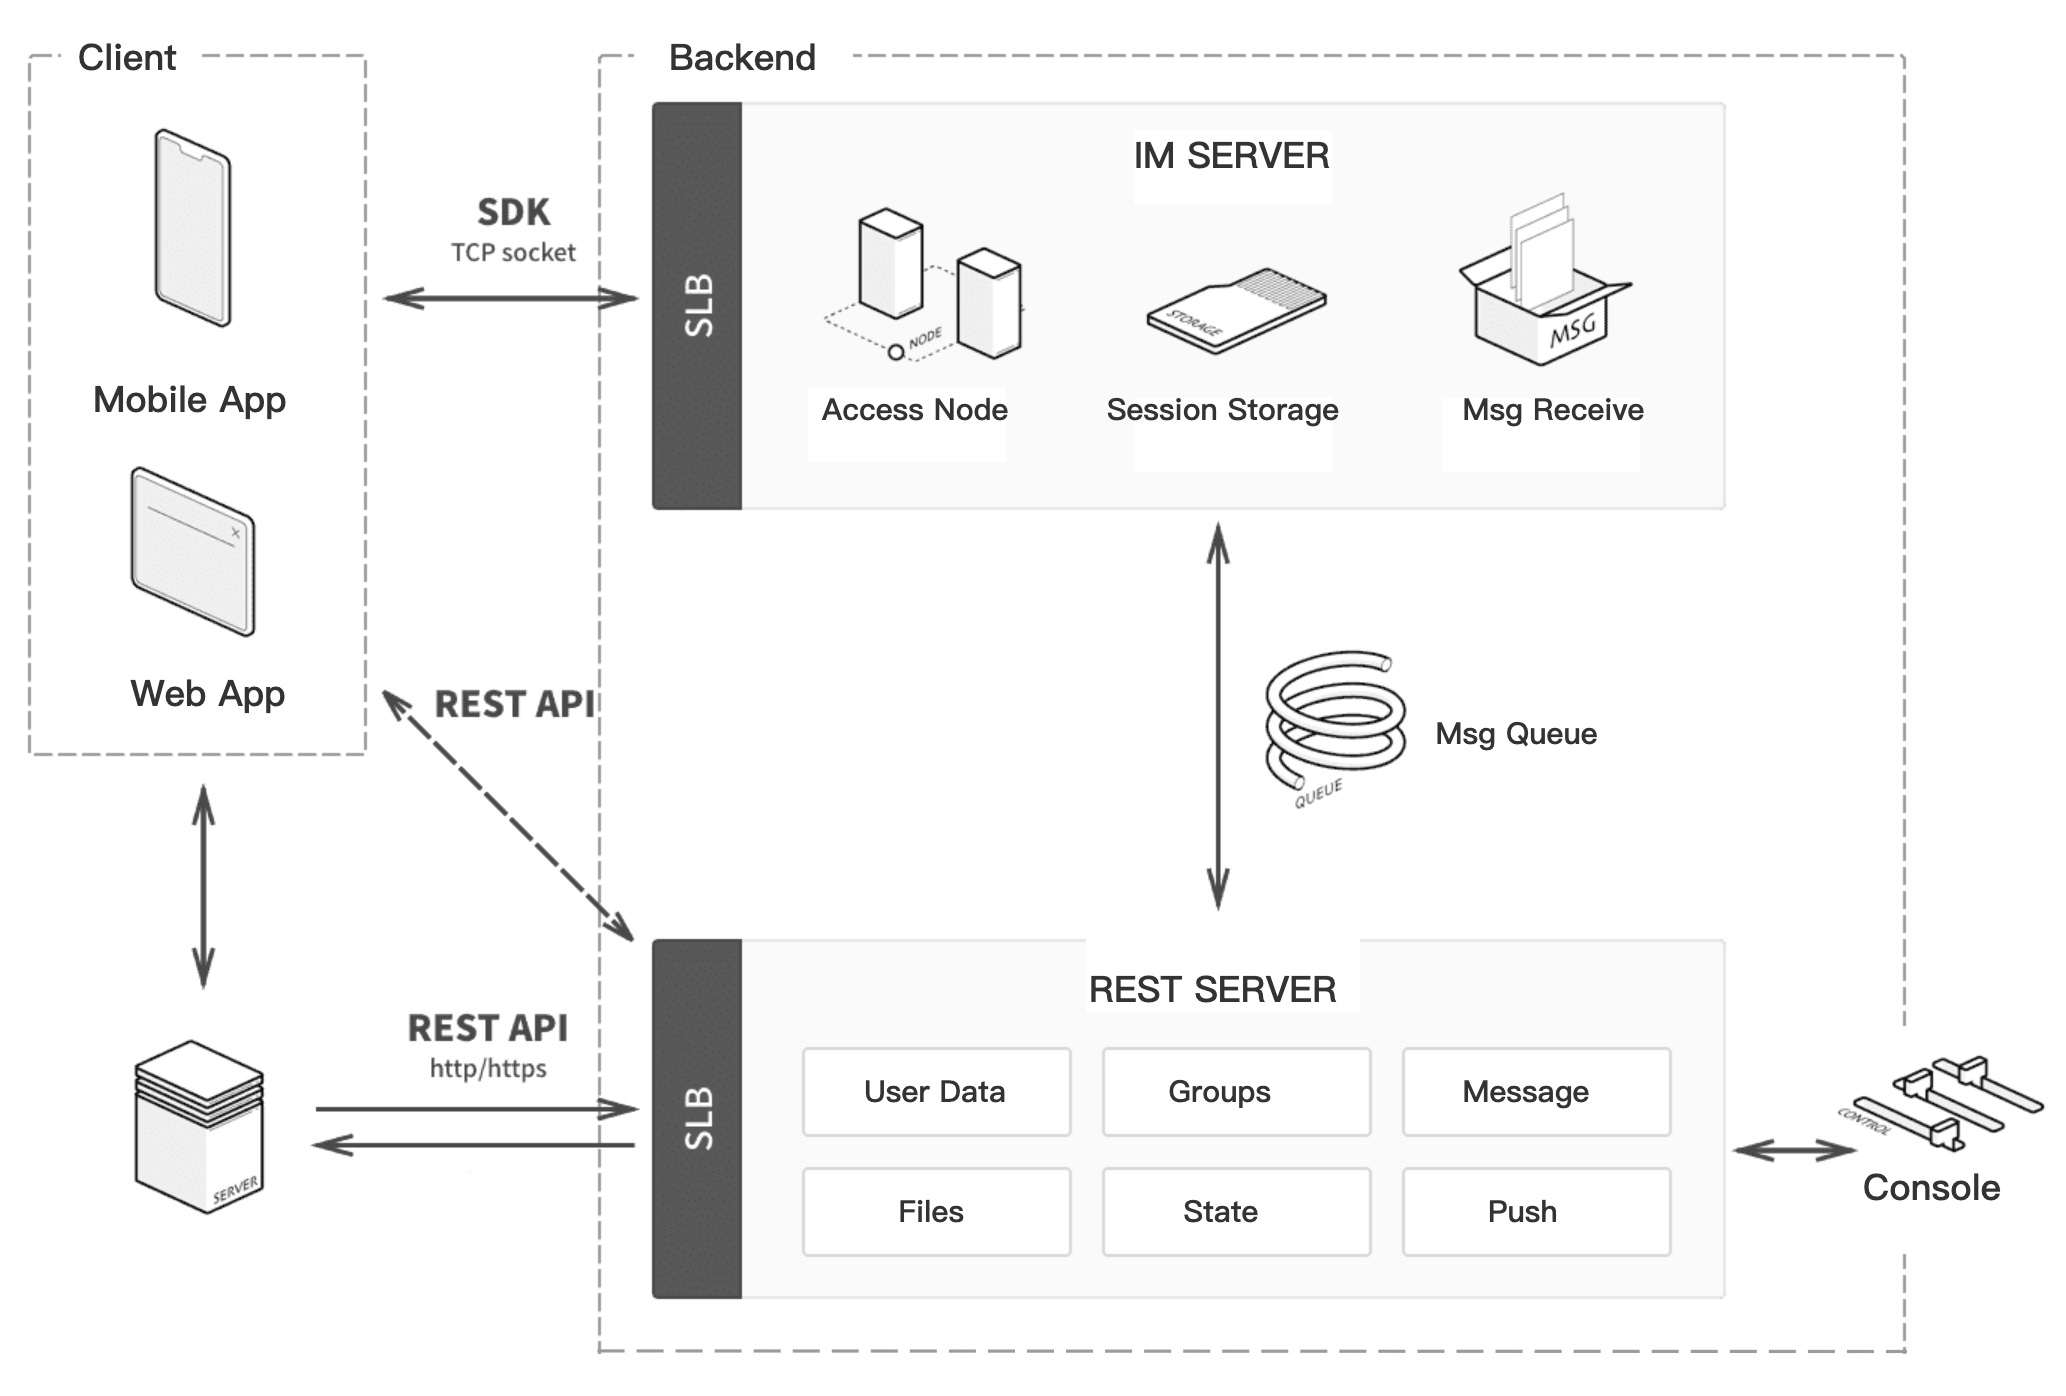 Client
Backend
IM SERVER
SDK
TCP socket
SLB
NODE
STORAGE
MSG
Mobile App
Access Node
Session Storage
Msg Receive
Web App
REST API
Msg Queue
QUEUE
REST SERVER
REST API
http/https
SLB
User Data
Groups
Message
CONTROL
Console
SERVER
Files
State
Push